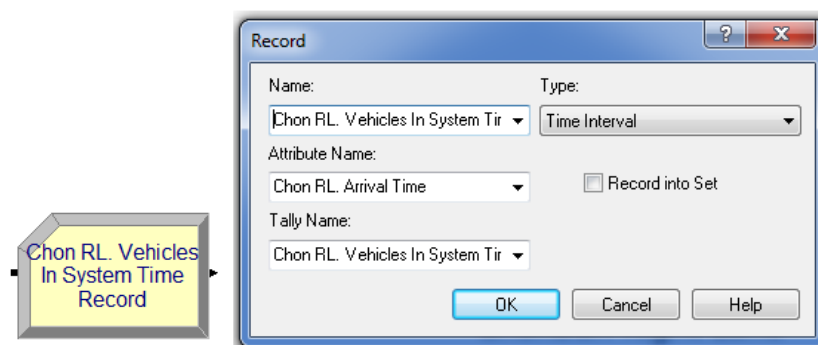 Chon RL. Vehicles
In System Time
Record
Record
Name:
Type:
Chon RL. Vehicles In System Tir
Time Interval
Attribute Name:
Chon RL. Arrival Time
Record into Set
Tally Name:
Chon RL. Vehicles In System Tir
OK
Cancel
Help